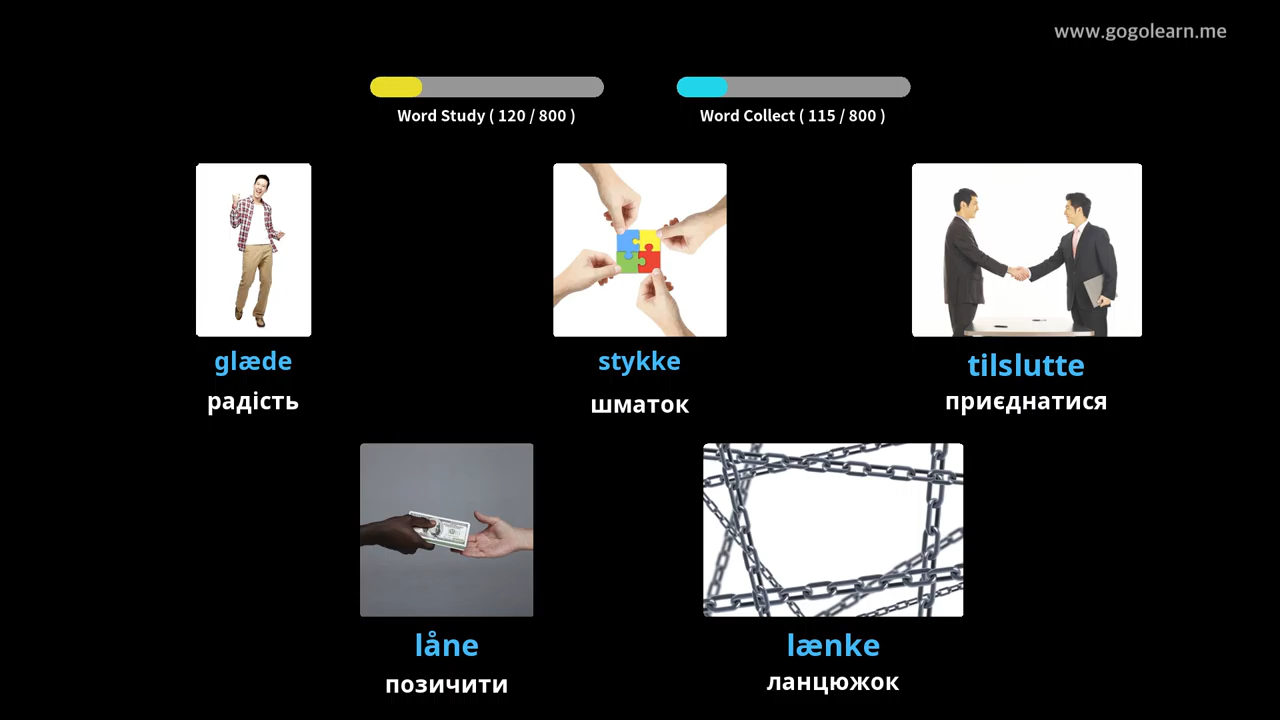 www.gogolearn.me
Word Study ( 120 / 800 )
Word Collect ( 115 / 800 )
glæde
stykke
tilslutte
радість
шматок
приєднатися
låne
lænke
позичити
ланцюжок